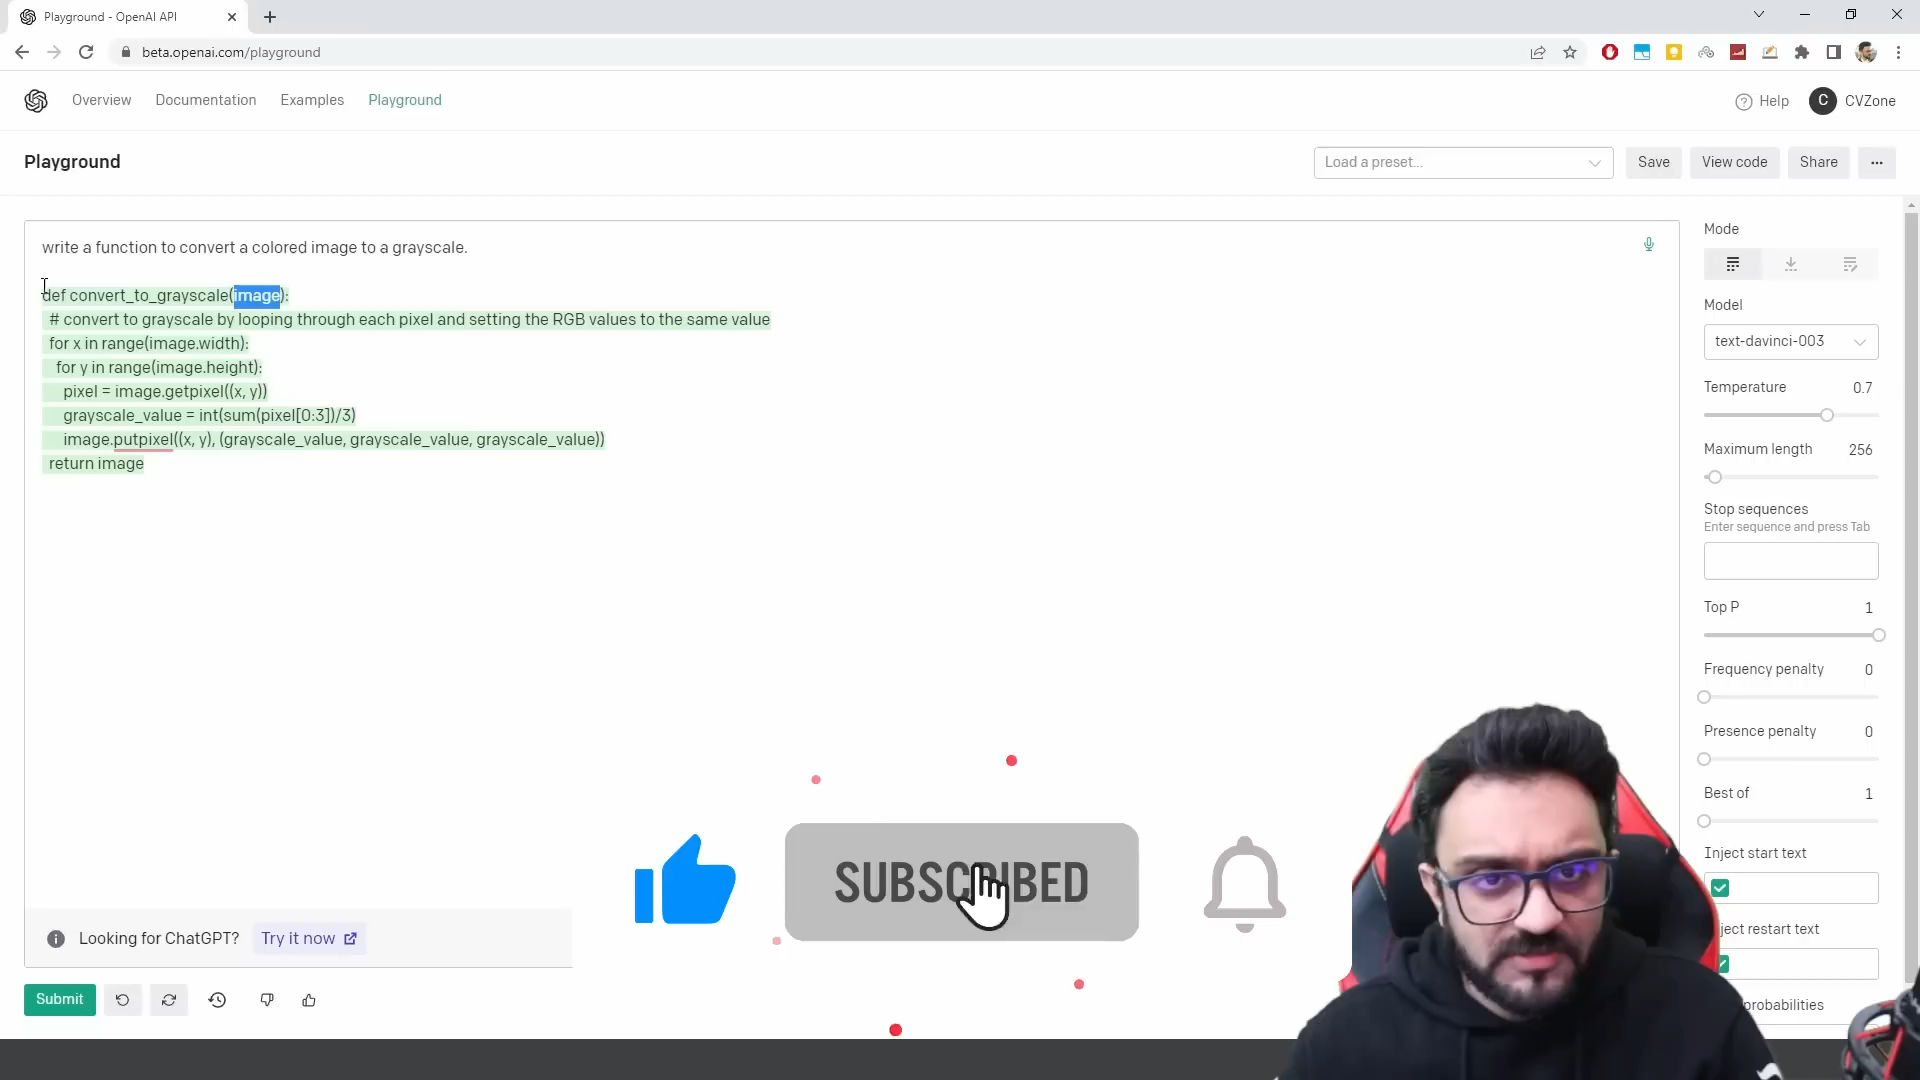 Playground - OpenAI API
beta.openai.com/playground
Overview
Documentation
Examples
Playground
Help
C
CVZone
Playground
Load a preset...
Save
View code
Share
...
write a function to convert a colored image to a grayscale.
def convert_to_grayscale(image):
# convert to grayscale by looping through each pixel and setting the RGB values to the same value
for x in range(image.width):
for y in range(image.height):
pixel = image.getpixel((x, y))
grayscale_value = int(sum(pixel[0:3])/3)
image.putpixel((x, y), (grayscale_value, grayscale_value, grayscale_value))
return image
Mode
Model
text-davinci-003
Temperature 0.7
Maximum length 256
Stop sequences
Enter sequence and press Tab
Top P 1
Frequency penalty 0
Presence penalty 0
Best of 1
Inject start text
ject restart text
probabilities
SUBSCRIBED
Looking for ChatGPT? Try it now
Submit